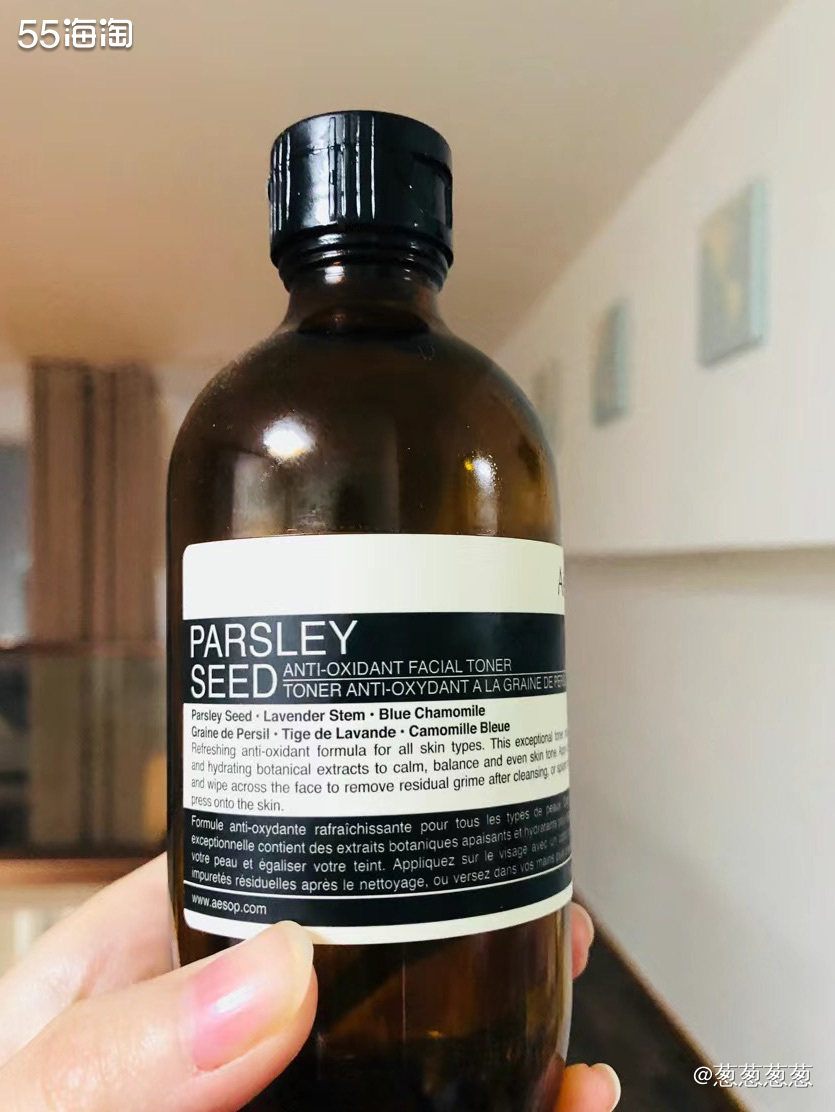 55海淘
PARSLEY
SEED
ANTI-OXIDANT FACIAL TONER
TONER ANTI-OXYDANT A LA GRAINE DE
Parsley Seed · Lavender Stem · Blue Chamomile
Graine de Persil · Tige de Lavande · Camomille Bleue
Refreshing anti-oxidant formula for all skin types. This exceptional toner
and hydrating botanical extracts to calm, balance and even skin tone.
and wipe across the face to remove residual grime after cleansing, or
press onto the skin.
Formule anti-oxydante rafraîchissante pour tous les types de peau.
exceptionnelle contient des extraits botaniques apaisants et hydratants
votre peau et égaliser votre teint. Appliquez sur le visage avec un
impuretés résiduelles après le nettoyage, ou versez dans vos mains
www.aesop.com
@葱葱葱葱